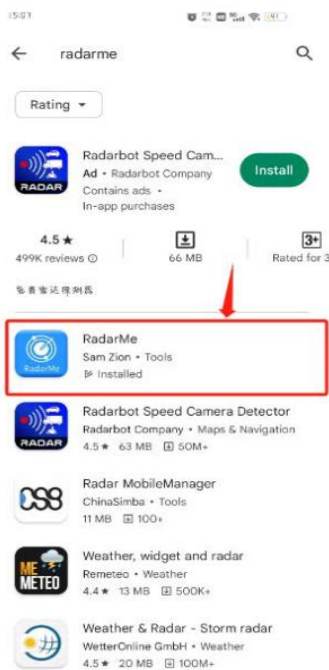 15:01
radarme
Rating
Radarbot Speed Cam...
Ad • Radarbot Company
Contains ads •
In-app purchases
Install
RADAR
4.5★
499K reviews
66 MB
3+
Rated for 3
RadarMe
Sam Zion • Tools
Installed
RadarMe
Radarbot Speed Camera Detector
Radarbot Company • Maps & Navigation
4.5★ 63 MB 50M+
RADAR
Radar MobileManager
ChinaSimba • Tools
11 MB 100+
Weather, widget and radar
Remeteo • Weather
4.4★ 13 MB 500K+
ME
METEO
Weather & Radar - Storm radar
WetterOnline GmbH • Weather
4.5★ 20 MB 100M+